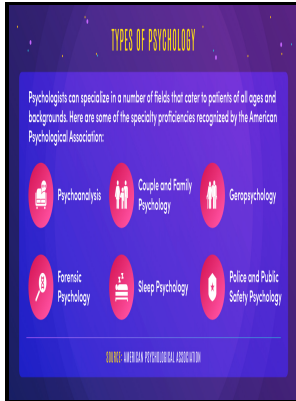 TYPES OF PSYCHOLOGY
Psychologists can specialize in a number of fields that cater to patients of all ages and
backgrounds. Here are some of the specialty proficiencies recognized by the American
Psychological Association:
Psychoanalysis
Couple and Family
Psychology
Geropsychology
Forensic
Psychology
Sleep Psychology
Police and Public
Safety Psychology
SOURCE: AMERICAN PSYCHOLOGICAL ASSOCIATION